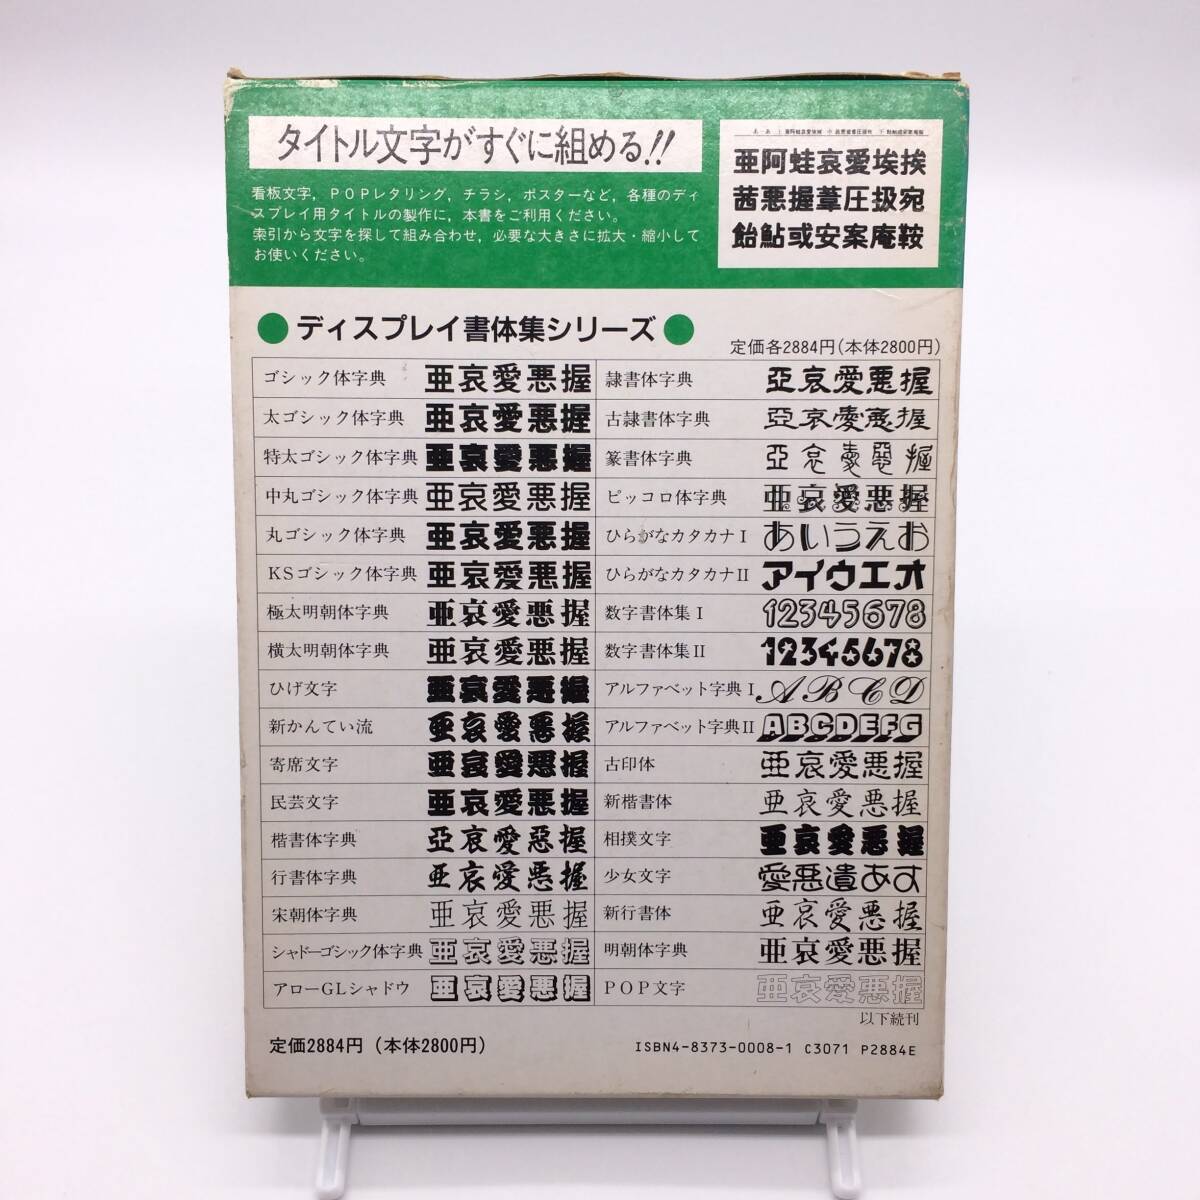 タイトル文字がすぐに組める!!
看板文字，ＰＯＰレタリング，チラシ，ポスターなど，各種のディ
スプレイ用タイトルの製作に，本書をご利用ください。
索引から文字を探して組み合わせ，必要な大きさに拡大・縮小して
お使いください。
亜阿蛙哀愛埃挨
茜悪握葦圧扱宛
飴鮎或安案庵鞍
●ディスプレイ書体集シリーズ●
定価各2884円(本体2800円)
ゴシック体字典 亜哀愛悪握
太ゴシック体字典 亜哀愛悪握
特太ゴシック体字典 亜哀愛悪握
中丸ゴシック体字典 亜哀愛悪握
丸ゴシック体字典 亜哀愛悪握
KSゴシック体字典 亜哀愛悪握
極太明朝体字典 亜哀愛悪握
横太明朝体字典 亜哀愛悪握
ひげ文字 亜哀愛悪握
新かんてい流 亜哀愛悪握
寄席文字 亜哀愛悪握
民芸文字 亜哀愛悪握
楷書体字典 亞哀愛惡握
行書体字典 亜哀愛悪握
宋朝体字典 亜哀愛悪握
シャドーゴシック体字典 亜哀愛悪握
アローGLシャドウ 亜哀愛悪握
隷書体字典 亞哀愛悪握
古隷書体字典 亞哀愛悪握
篆書体字典 亞哀愛惡握
ピッコロ体字典 亜哀愛悪握
ひらがなカタカナI あいうえお
ひらがなカタカナII アイウエオ
数字書体集I 12345678
数字書体集II 12345678
アルファベット字典I ABCD
アルファベット字典II ABCDEFG
古印体 亜哀愛悪握
新楷書体 亜哀愛悪握
相撲文字 亜哀愛悪握
少女文字 愛悪遺あす
新行書体 亜哀愛悪握
明朝体字典 亜哀愛悪握
ＰＯＰ文字 亜哀愛悪握
以下続刊
定価2884円（本体2800円）
ISBN4-8373-0008-1 C3071 P2884E